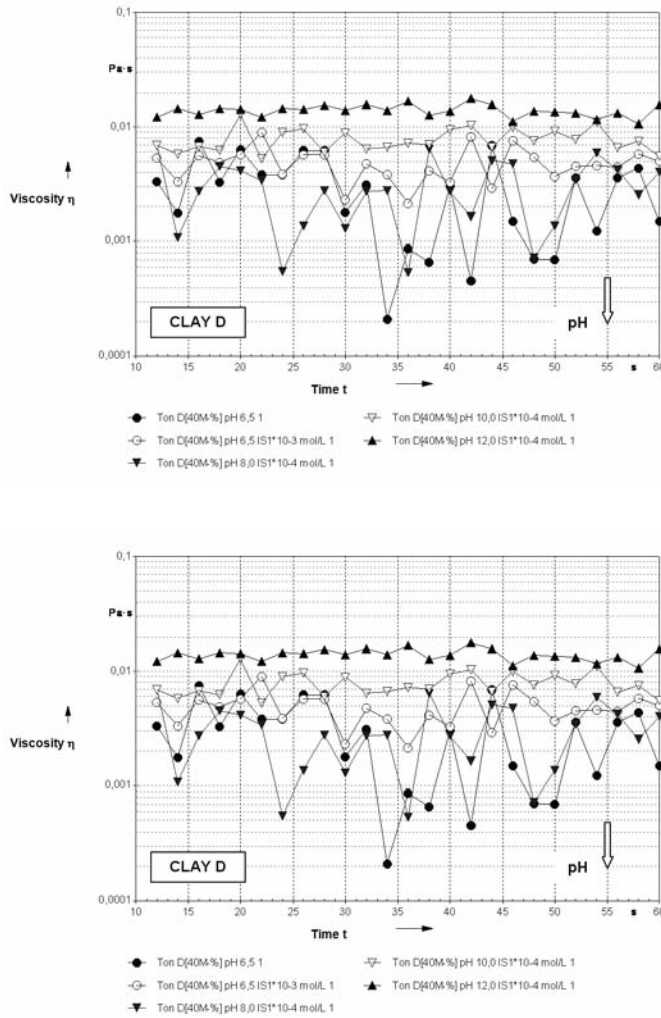 0,1
Pa·s
0,01
Viscosity η
0,001
CLAY D
pH
0,0001
10 15 20 25 30 35 40 45 50 55 s 60
Time t
Ton D[40M-%] pH 6,5 1
Ton D[40M-%] pH 10,0 IS1*10-4 mol/L 1
Ton D[40M-%] pH 6,5 IS1*10-3 mol/L 1
Ton D[40M-%] pH 12,0 IS1*10-4 mol/L 1
Ton D[40M-%] pH 8,0 IS1*10-4 mol/L 1
0,1
Pa·s
0,01
Viscosity η
0,001
CLAY D
pH
0,0001
10 15 20 25 30 35 40 45 50 55 s 60
Time t
Ton D[40M-%] pH 6,5 1
Ton D[40M-%] pH 10,0 IS1*10-4 mol/L 1
Ton D[40M-%] pH 6,5 IS1*10-3 mol/L 1
Ton D[40M-%] pH 12,0 IS1*10-4 mol/L 1
Ton D[40M-%] pH 8,0 IS1*10-4 mol/L 1